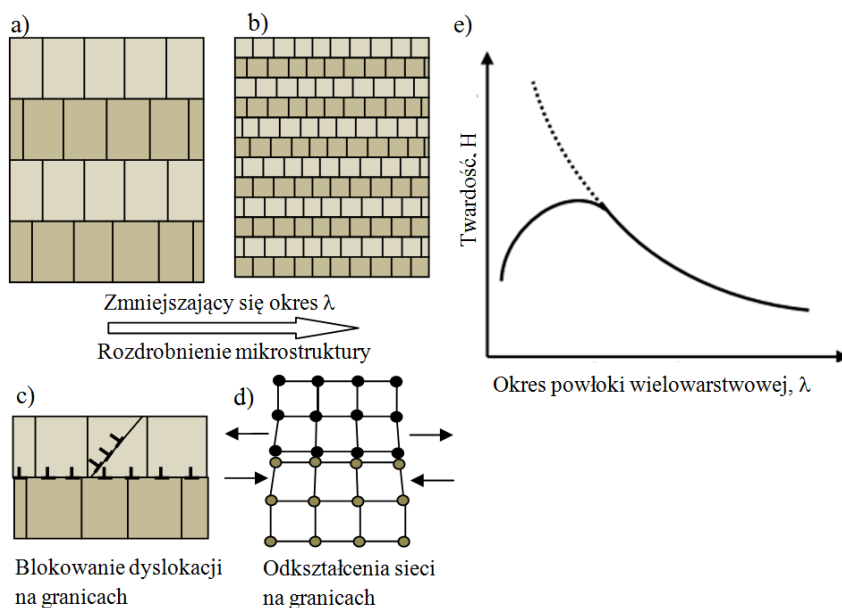 a)
b)
Zmniejszający się okres λ
Rozdrobnienie mikrostruktury
c)
Blokowanie dyslokacji
na granicach
d)
Odkształcenia sieci
na granicach
e)
Twardość, H
Okres powłoki wielowarstwowej, λ